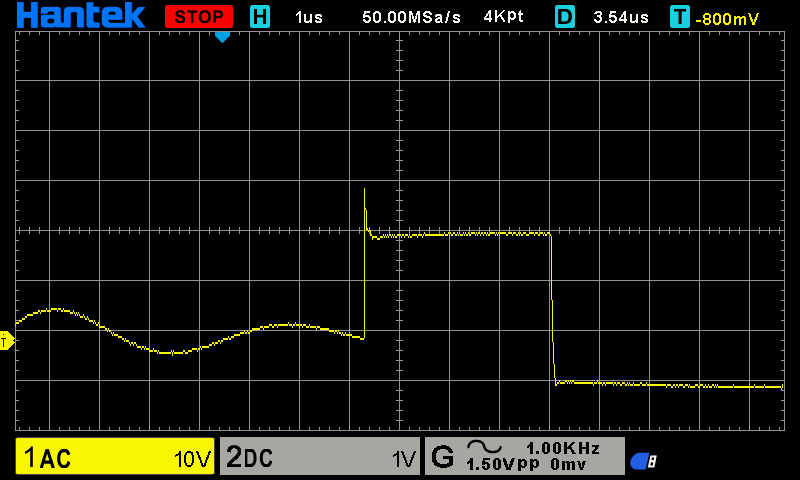 Hantek STOP H 1us 50.00MSa/s 4Kpt D 3.54us T -800mV
T
1AC 10V 2DC 1V G 1.00KHz
1.50Vpp 0mv